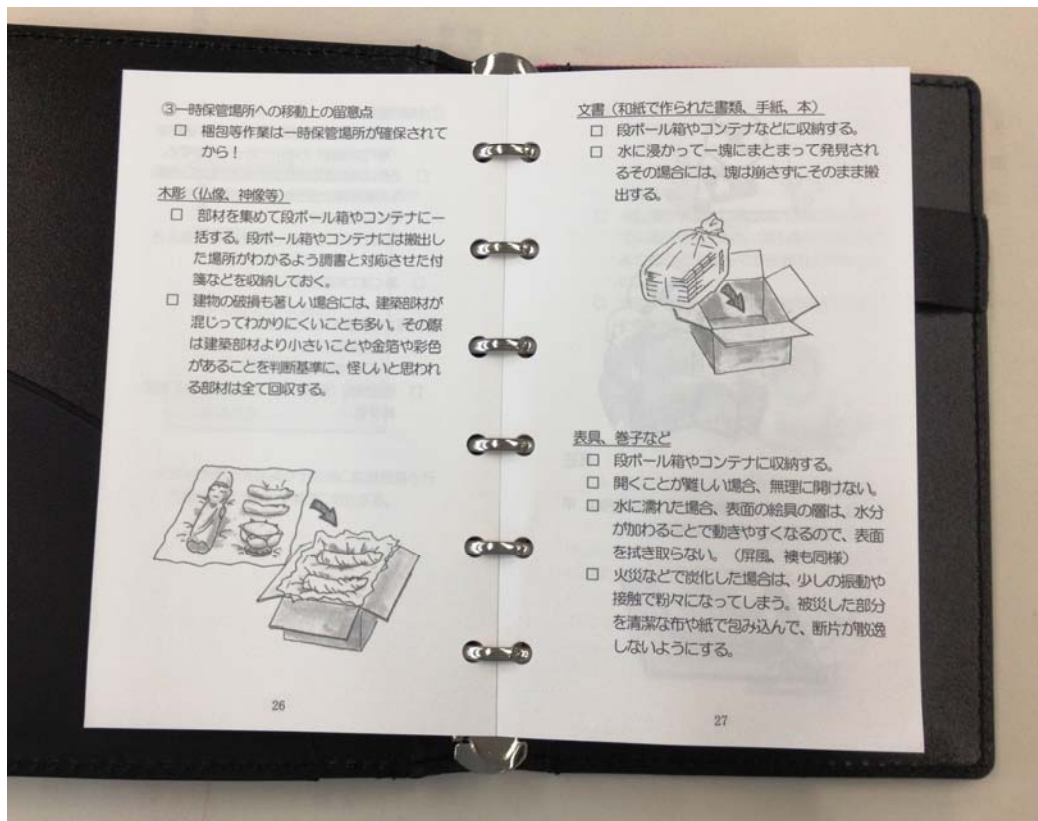 ③一時保管場所への移動上の留意点
□ 梱包等作業は一時保管場所が確保されて
から!
木彫(仏像、神像等)
□ 部材を集めて段ボール箱やコンテナに一
括する。段ボール箱やコンテナには搬出し
た場所がわかるよう調書と対応させた付
箋などを収納しておく。
□ 建物の破損も著しい場合には、建築部材が
混じってわかりにくいことも多い。その際
は建築部材より小さいことや金箔や彩色
があることを判断基準に、怪しいと思われ
る部材は全て回収する。
26
文書(和紙で作られた書類、手紙、本)
□ 段ボール箱やコンテナなどに収納する。
□ 水に浸かって一塊にまとまって発見され
るその場合には、塊は崩さずにそのまま搬
出する。
表具、巻子など
□ 段ボール箱やコンテナに収納する。
□ 開くことが難しい場合、無理に開けない。
□ 水に濡れた場合、表面の絵具の層は、水分
が加わることで動きやすくなるので、表面
を拭き取らない。(屏風、襖も同様)
□ 火災などで炭化した場合は、少しの振動や
接触で粉々になってしまう。被災した部分
を清潔な布や紙で包み込んで、断片が散逸
しないようにする。
27